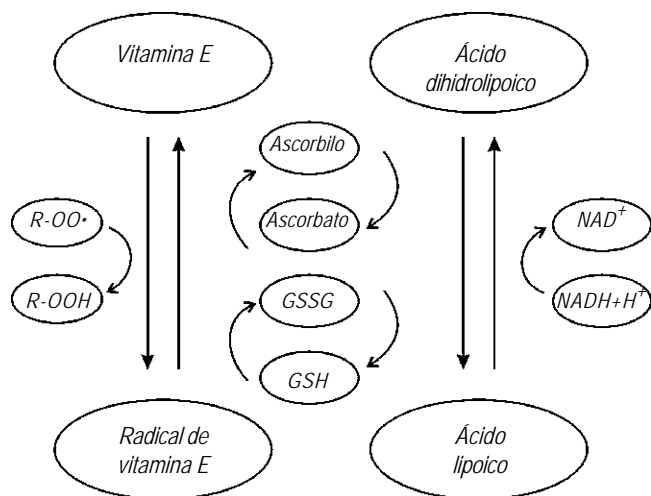 Vitamina E
Ácido
dihidrolipoico
Ascorbilo
Ascorbato
R-OO•
R-OOH
GSSG
GSH
NAD+
NADH+H+
Radical de
vitamina E
Ácido
lipoico